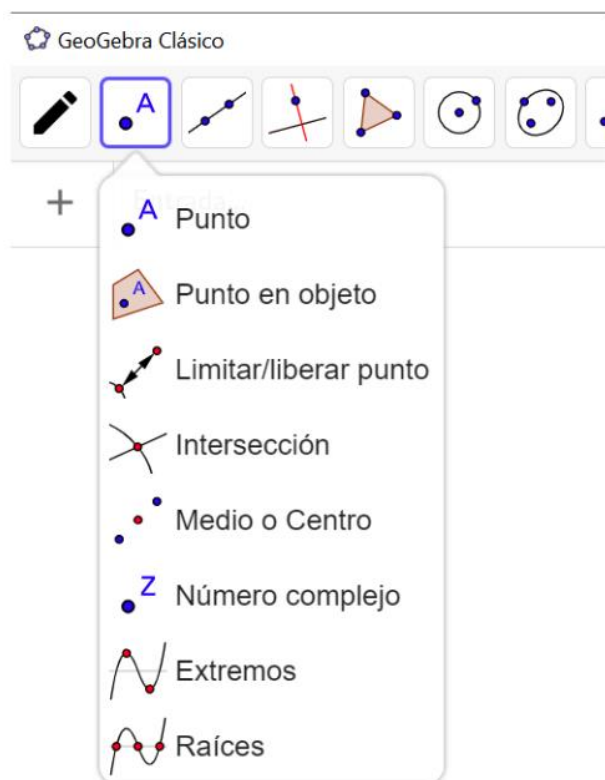 GeoGebra Clásico
A
+
A Punto
A Punto en objeto
Limitar/liberar punto
Intersección
Medio o Centro
Z Número complejo
Extremos
Raíces